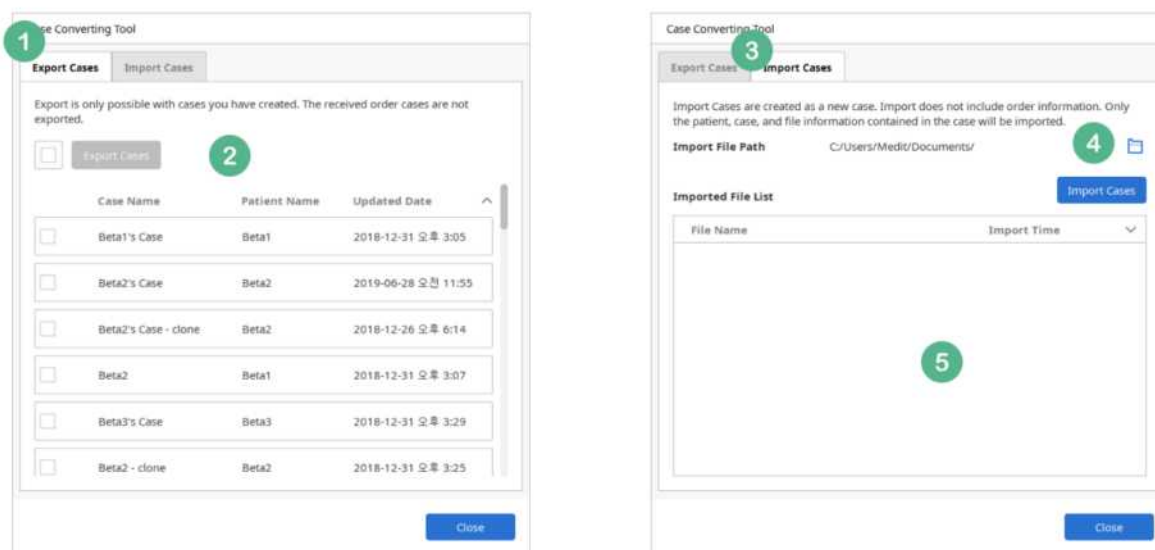 Case Converting Tool
1
Export Cases Import Cases
Export is only possible with cases you have created. The received order cases are not
exported.
Export Cases
2
Case Name Patient Name Updated Date
Beta1's Case Beta1 2018-12-31 오후 3:05
Beta2's Case Beta2 2019-06-28 오전 11:55
Beta2's Case - clone Beta2 2018-12-26 오후 6:14
Beta2 Beta1 2018-12-31 오후 3:07
Beta3's Case Beta3 2018-12-31 오후 3:29
Beta2 - clone Beta2 2018-12-31 오후 3:25
Close
Case Converting Tool
3
Export Cases Import Cases
Import Cases are created as a new case. Import does not include order information. Only
the patient, case, and file information contained in the case will be imported.
Import File Path C:/Users/Medit/Documents/
4
Imported File List
Import Cases
File Name Import Time
5
Close